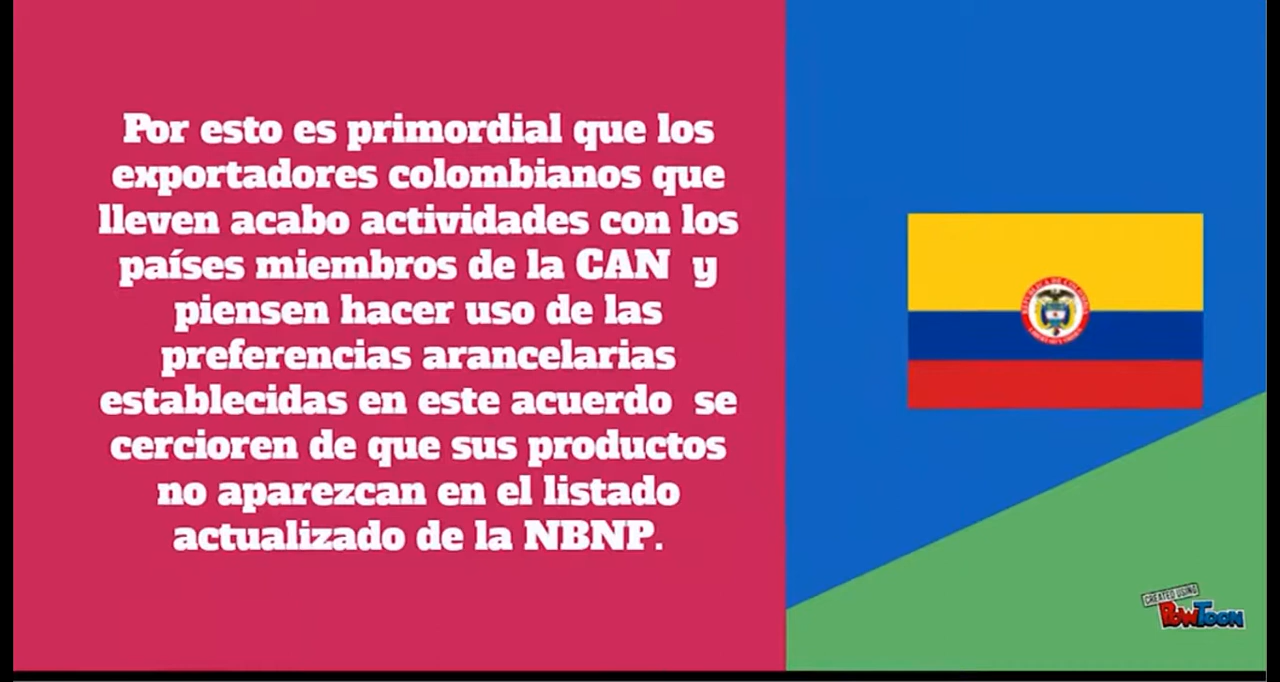 Por esto es primordial que los
exportadores colombianos que
lleven acabo actividades con los
países miembros de la CAN y
piensen hacer uso de las
preferencias arancelarias
establecidas en este acuerdo se
cercioren de que sus productos
no aparezcan en el listado
actualizado de la NBNP.
CREATED USING
POWTOON